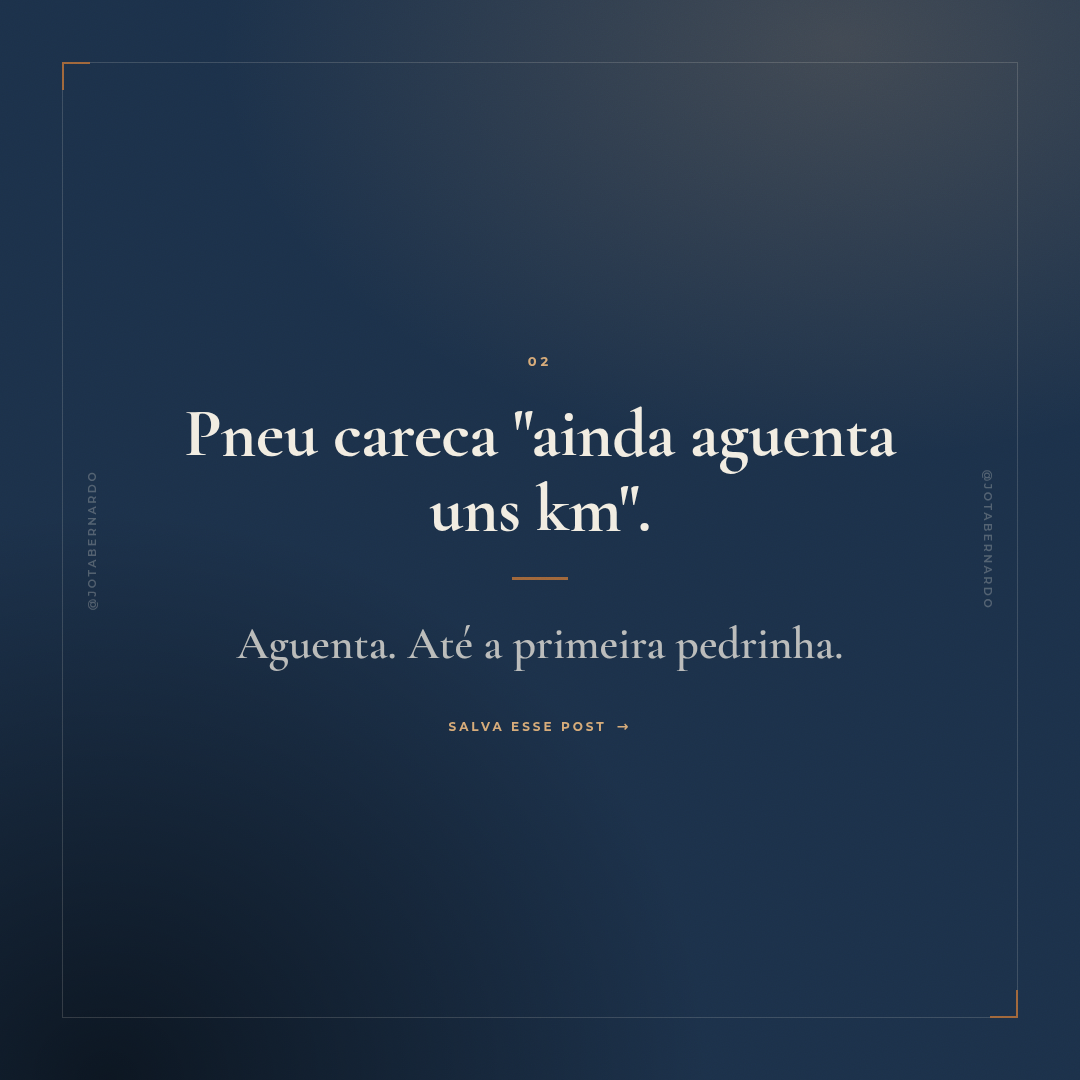 02
Pneu careca "ainda aguenta
uns km".
@JOTABERNARDO
@JOTABERNARDO
Aguenta. Até a primeira pedrinha.
SALVA ESSE POST →